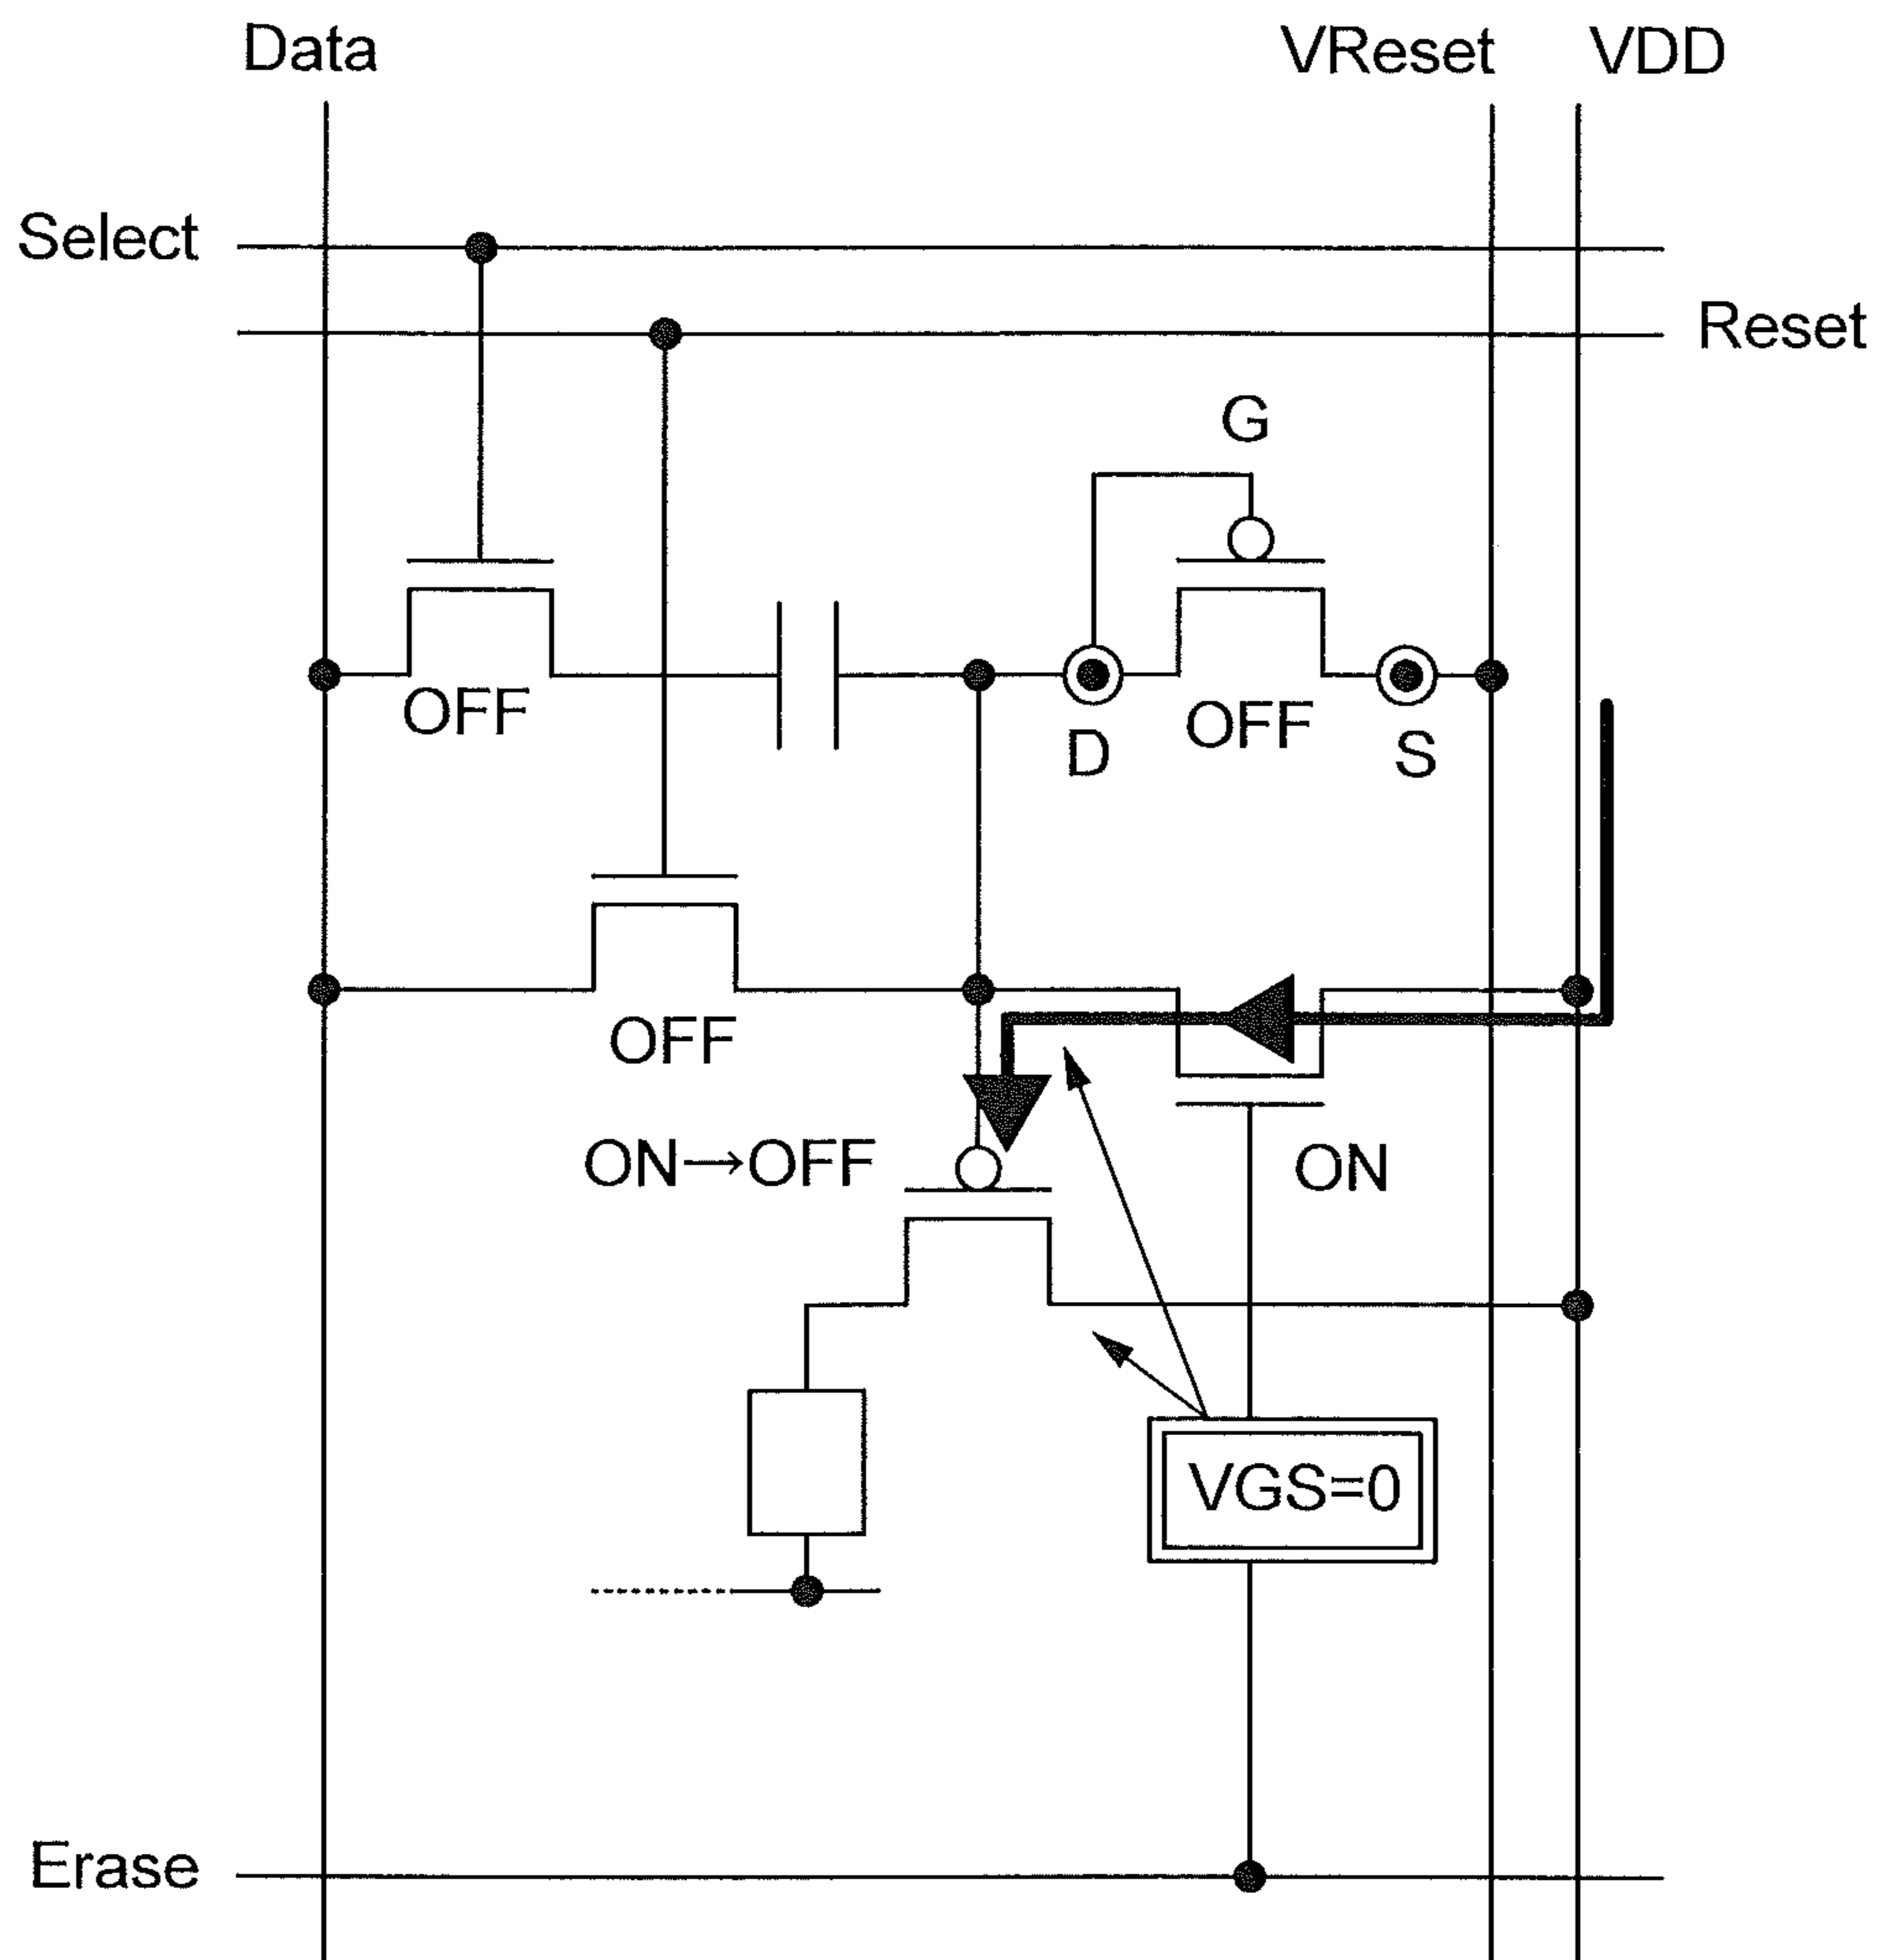 Data
VReset
VDD
Select
Reset
G
OFF
D
OFF
S
OFF
ON→OFF
ON
VGS=0
Erase